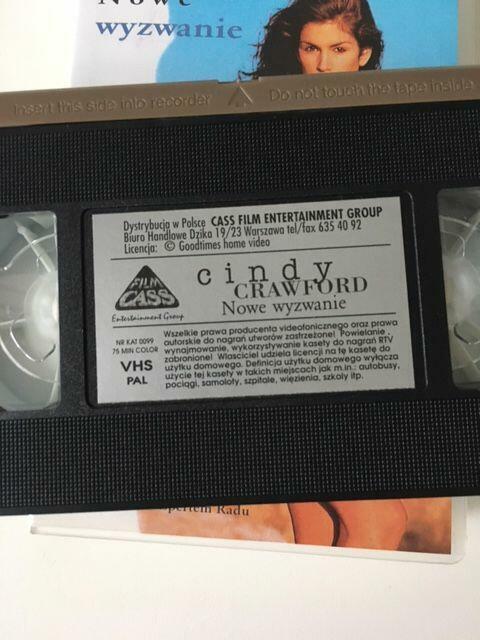 Nowe
wyzwanie
Insert this side into recorder
Do not touch the tape inside
Dystrybucja w Polsce CASS FILM ENTERTAINMENT GROUP
Biuro Handlowe Dzika 19/23 Warszawa tel/fax 635 40 92
Licencja: © Goodtimes home video
FILM
CASS
Entertainment Group
cindy
CRAWFORD
Nowe wyzwanie
NR KAT 0099
75 MIN COLOR
VHS
PAL
Wszelkie prawa producenta videofonicznego oraz prawa
autorskie do nagrań utworów zastrzeżone! Powielanie,
wynajmowanie, wykorzystywanie kasety do nagrań RTV
zabronione! Wlasciciel udziela licencji na tę kasetę do
użytku domowego. Definicja użytku domowego wyłącza
użycie tej kasety w takich miejscach jak m.in.: autobusy,
pociągi, samoloty, szpitale, więzienia, szkoły itp.
Radu